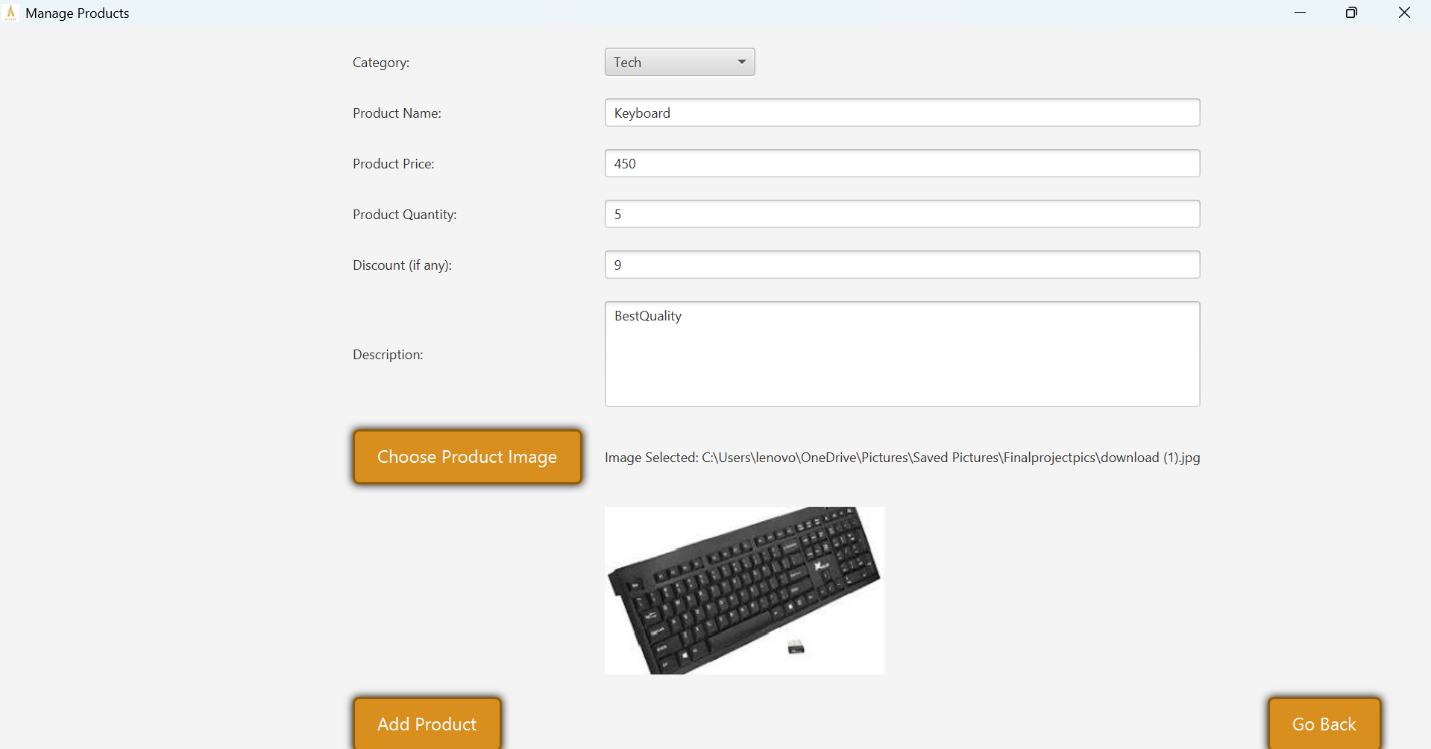 Manage Products
Category: Tech
Product Name: Keyboard
Product Price: 450
Product Quantity: 5
Discount (if any): 9
Description: BestQuality
Choose Product Image Image Selected: C:\Users\lenovo\OneDrive\Pictures\Saved Pictures\Finalprojectpics\download (1).jpg
Add Product Go Back